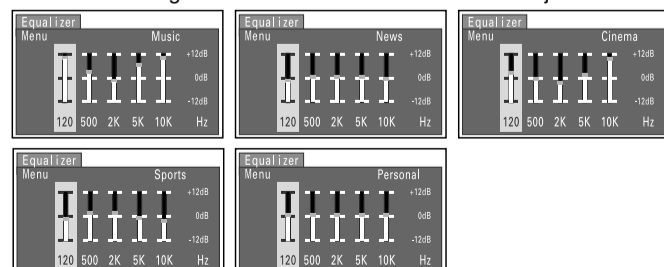 Equalizer
Menu Music
+12dB
0dB
-12dB
120 500 2K 5K 10K Hz
Equalizer
Menu News
+12dB
0dB
-12dB
120 500 2K 5K 10K Hz
Equalizer
Menu Cinema
+12dB
0dB
-12dB
120 500 2K 5K 10K Hz
Equalizer
Menu Sports
+12dB
0dB
-12dB
120 500 2K 5K 10K Hz
Equalizer
Menu Personal
+12dB
0dB
-12dB
120 500 2K 5K 10K Hz